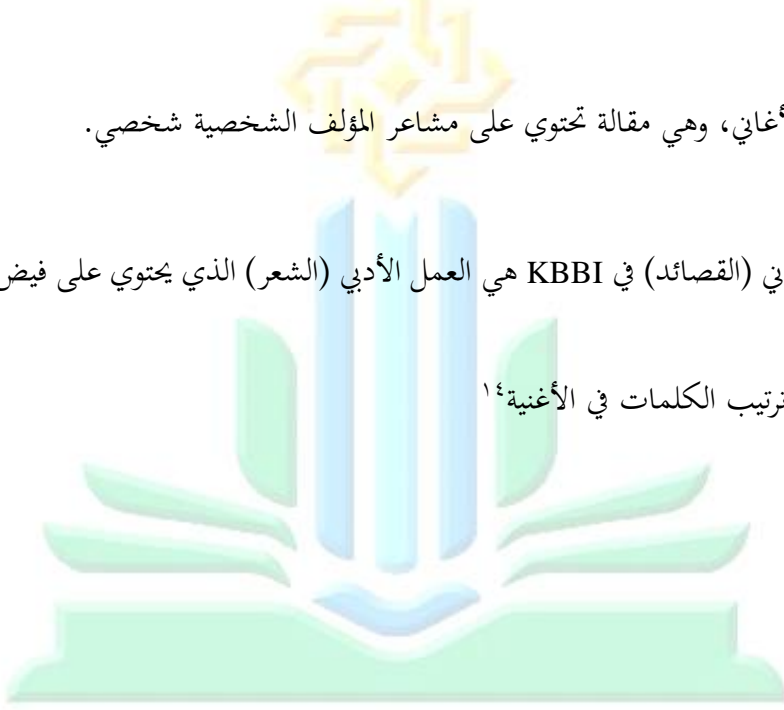 أغاني، وهي مقالة تحتوي على مشاعر المؤلف الشخصية شخصي.
(القصائد) في KBBI هي العمل الأدبي (الشعر) الذي يحتوي على فيض
ترتيب الكلمات في الأغنية١٤